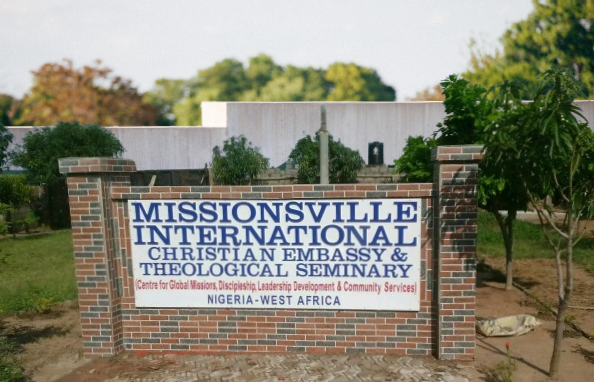 MISSIONSVILLE
INTERNATIONAL
CHRISTIAN EMBASSY &
THEOLOGICAL SEMINARY
(Centre for Global Missions, Discipleship, Leadership Development & Community Services)
NIGERIA-WEST AFRICA